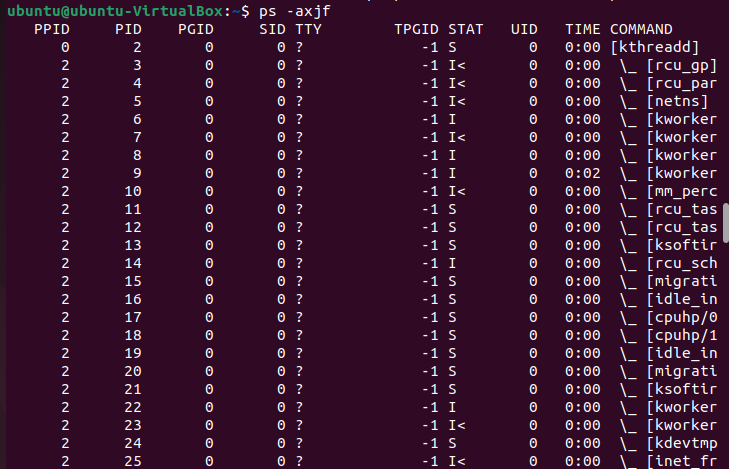 ubuntu@ubuntu-VirtualBox:~$ ps -axjf
PPID PID PGID SID TTY TPGID STAT UID TIME COMMAND
0 2 0 0 ? -1 S 0 0:00 [kthreadd]
2 3 0 0 ? -1 I< 0 0:00 \_ [rcu_gp]
2 4 0 0 ? -1 I< 0 0:00 \_ [rcu_par
2 5 0 0 ? -1 I< 0 0:00 \_ [netns]
2 6 0 0 ? -1 I 0 0:00 \_ [kworker
2 7 0 0 ? -1 I< 0 0:00 \_ [kworker
2 8 0 0 ? -1 I 0 0:00 \_ [kworker
2 9 0 0 ? -1 I 0 0:02 \_ [kworker
2 10 0 0 ? -1 I< 0 0:00 \_ [mm_perc
2 11 0 0 ? -1 S 0 0:00 \_ [rcu_tas
2 12 0 0 ? -1 S 0 0:00 \_ [rcu_tas
2 13 0 0 ? -1 S 0 0:00 \_ [ksoftir
2 14 0 0 ? -1 I 0 0:00 \_ [rcu_sch
2 15 0 0 ? -1 S 0 0:00 \_ [migrati
2 16 0 0 ? -1 S 0 0:00 \_ [idle_in
2 17 0 0 ? -1 S 0 0:00 \_ [cpuhp/0
2 18 0 0 ? -1 S 0 0:00 \_ [cpuhp/1
2 19 0 0 ? -1 S 0 0:00 \_ [idle_in
2 20 0 0 ? -1 S 0 0:00 \_ [migrati
2 21 0 0 ? -1 S 0 0:00 \_ [ksoftir
2 22 0 0 ? -1 I 0 0:00 \_ [kworker
2 23 0 0 ? -1 I< 0 0:00 \_ [kworker
2 24 0 0 ? -1 S 0 0:00 \_ [kdevtmp
2 25 0 0 ? -1 I< 0 0:00 \_ [inet_fr